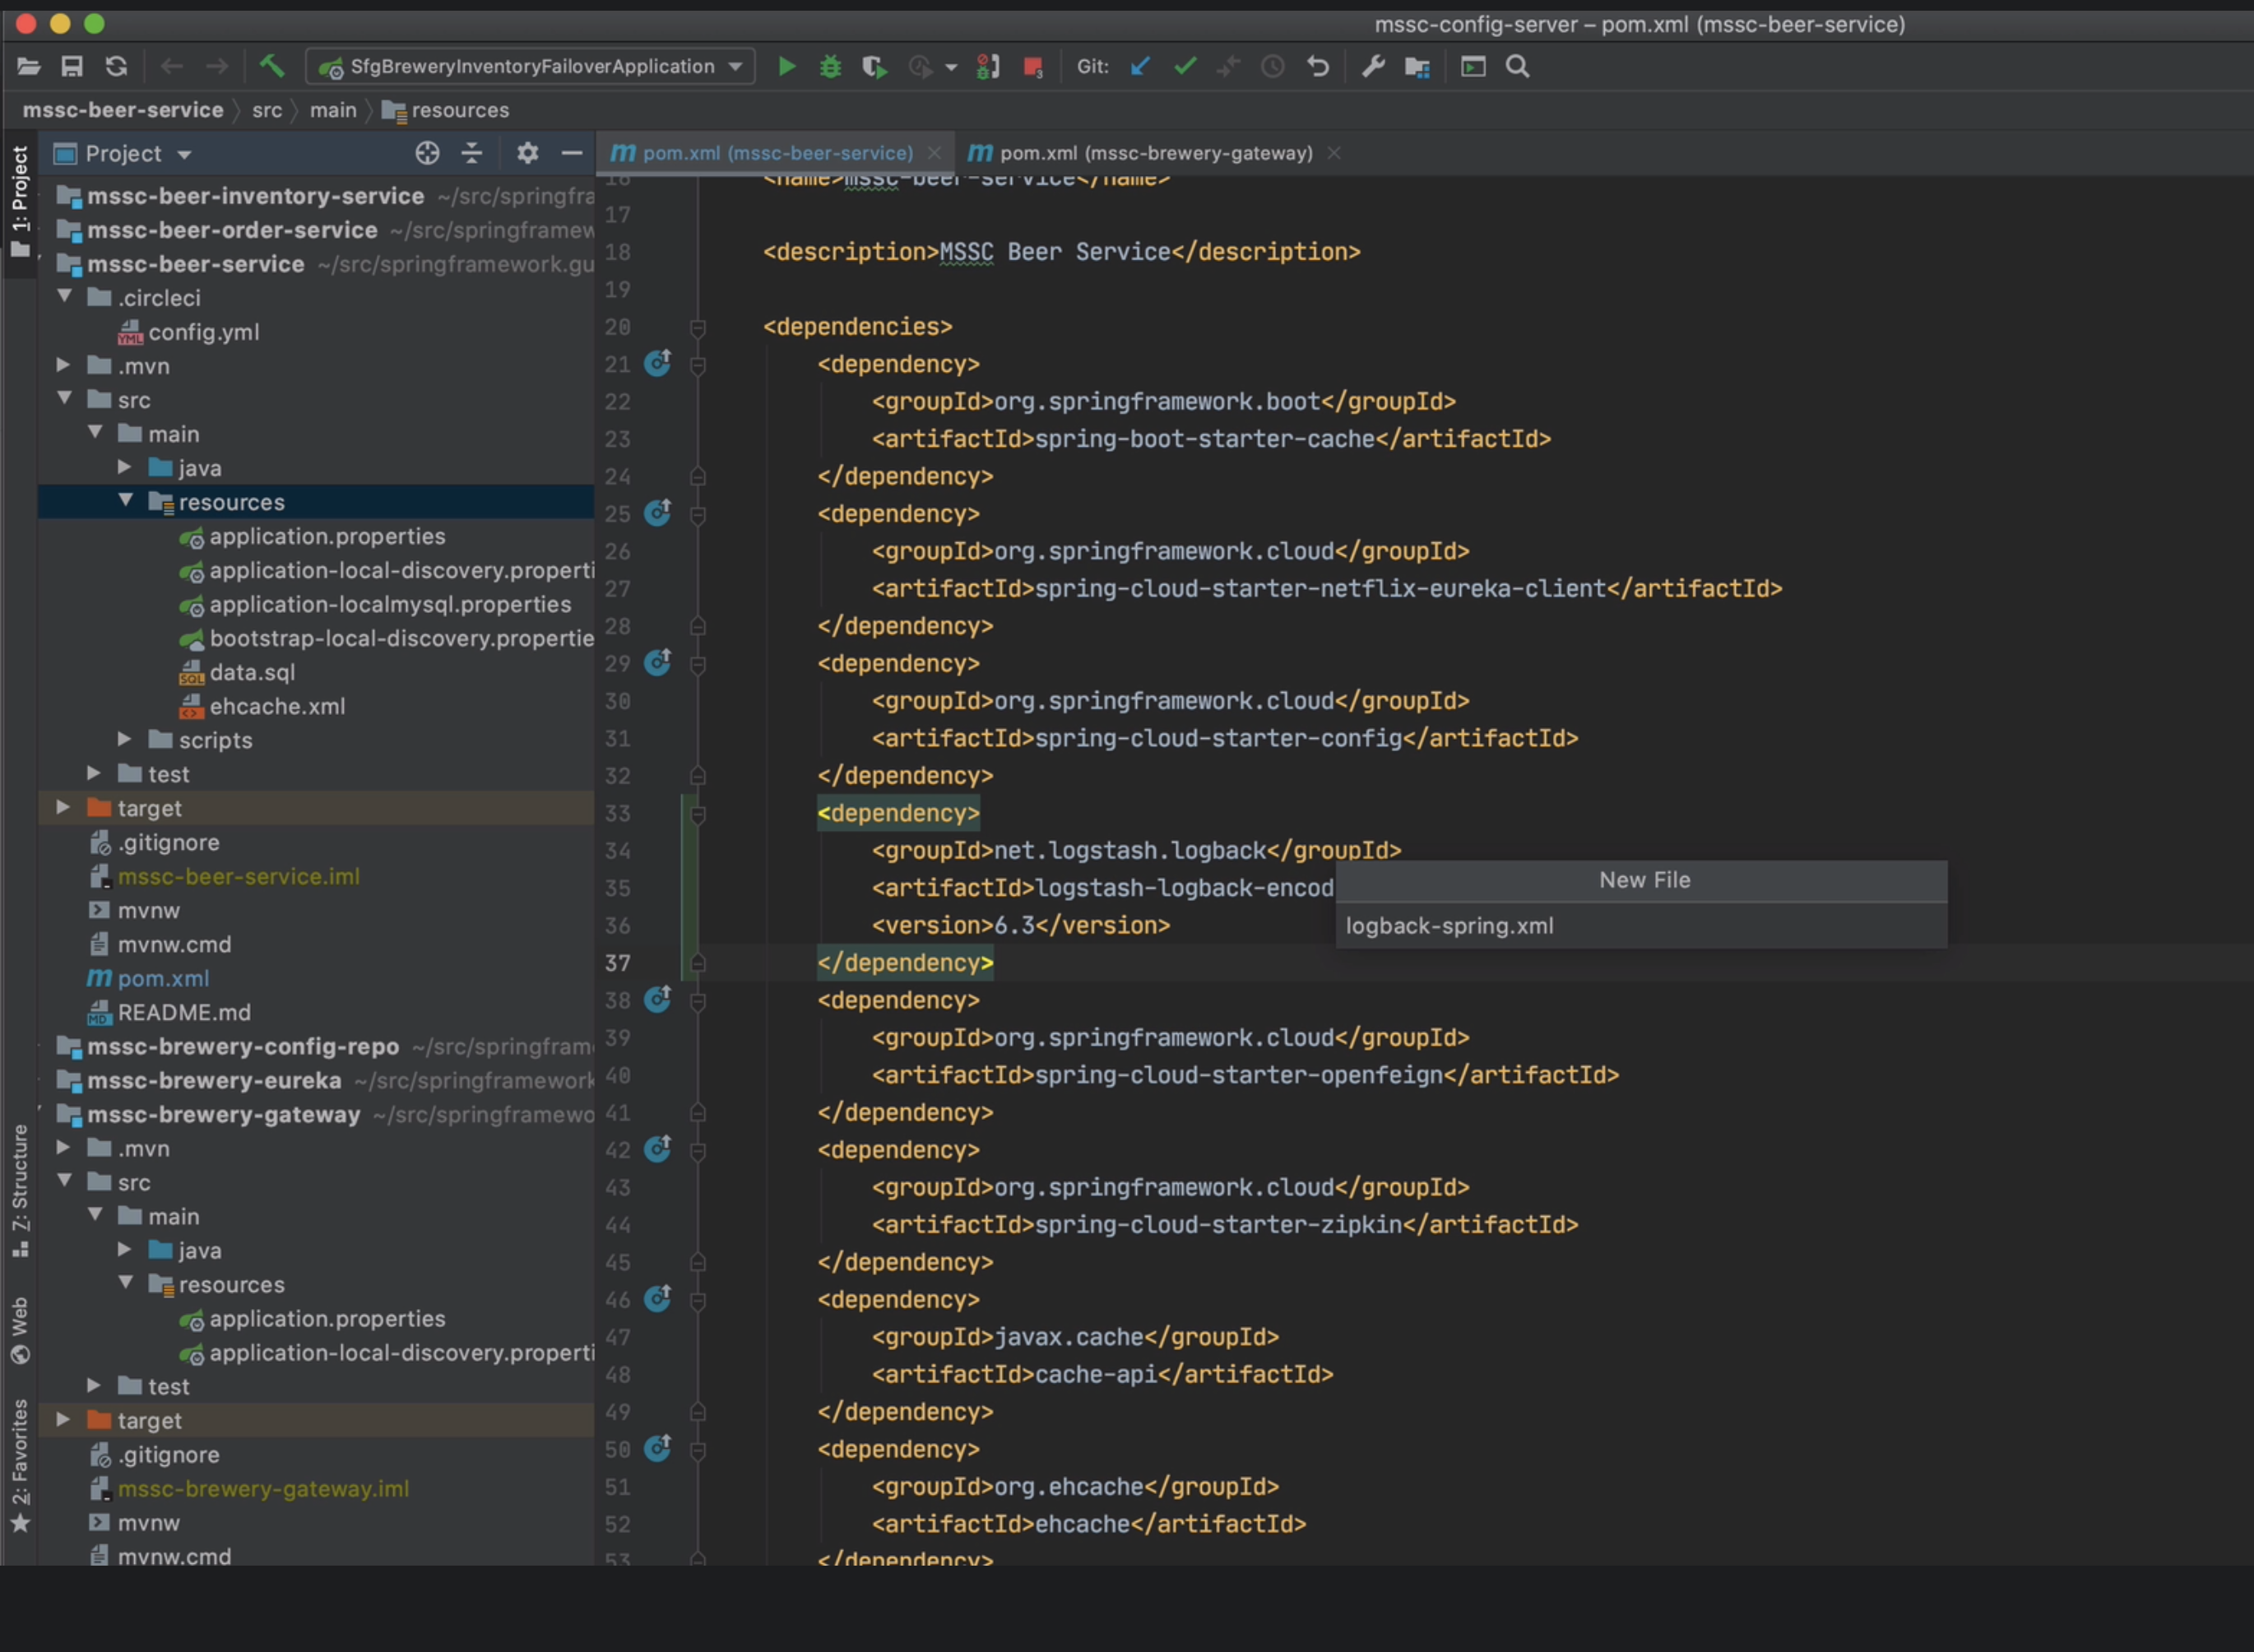 mssc-config-server – pom.xml (mssc-beer-service)
SfgBreweryInventoryFailoverApplication
3
Git:
mssc-beer-service
src
main
resources
1: Project
Z: Structure
Web
2: Favorites
Project
mssc-beer-inventory-service ~/src/springfra
mssc-beer-order-service ~/src/springframew
mssc-beer-service ~/src/springframework.gu
.circleci
YML config.yml
.mvn
src
main
java
resources
application.properties
application-local-discovery.properti
application-localmysql.properties
bootstrap-local-discovery.propertie
SQL data.sql
ehcache.xml
scripts
test
target
.gitignore
mssc-beer-service.iml
mvnw
mvnw.cmd
m pom.xml
MD README.md
mssc-brewery-config-repo ~/src/springfram
mssc-brewery-eureka ~/src/springframework
mssc-brewery-gateway ~/src/springframewo
.mvn
src
main
java
resources
application.properties
application-local-discovery.properti
test
target
.gitignore
mssc-brewery-gateway.iml
mvnw
mvnw.cmd
m pom.xml (mssc-beer-service)
m pom.xml (mssc-brewery-gateway)
16 <name>mssc-beer-service</name>
17
18 <description>MSSC Beer Service</description>
19
20 <dependencies>
21 <dependency>
22 <groupId>org.springframework.boot</groupId>
23 <artifactId>spring-boot-starter-cache</artifactId>
24 </dependency>
25 <dependency>
26 <groupId>org.springframework.cloud</groupId>
27 <artifactId>spring-cloud-starter-netflix-eureka-client</artifactId>
28 </dependency>
29 <dependency>
30 <groupId>org.springframework.cloud</groupId>
31 <artifactId>spring-cloud-starter-config</artifactId>
32 </dependency>
33 <dependency>
34 <groupId>net.logstash.logback</groupId>
35 <artifactId>logstash-logback-encod
36 <version>6.3</version>
37 </dependency>
38 <dependency>
39 <groupId>org.springframework.cloud</groupId>
40 <artifactId>spring-cloud-starter-openfeign</artifactId>
41 </dependency>
42 <dependency>
43 <groupId>org.springframework.cloud</groupId>
44 <artifactId>spring-cloud-starter-zipkin</artifactId>
45 </dependency>
46 <dependency>
47 <groupId>javax.cache</groupId>
48 <artifactId>cache-api</artifactId>
49 </dependency>
50 <dependency>
51 <groupId>org.ehcache</groupId>
52 <artifactId>ehcache</artifactId>
53 </dependency>
New File
logback-spring.xml